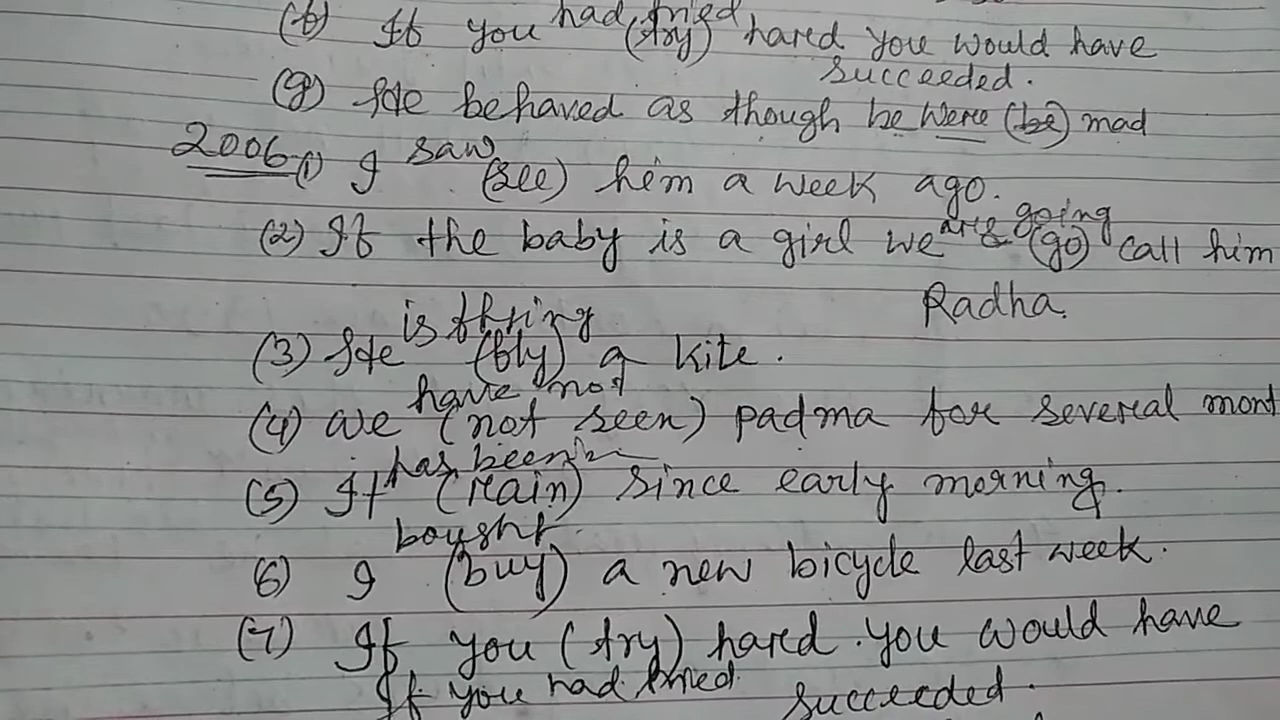 had tried
(f) If you (try) hared you would have
succeeded.
(g) He behaved as though he were (be) mad
2006 (1) I saw (see) him a week ago.
are going
(2) If the baby is a girl we (go) call him
Radha.
is flying
(3) He (fly) a kite.
have not
(4) we (not seen) padma for several mont
has been
(5) It (rain) since early morning.
bought
6) I (buy) a new bicycle last week.
(7) If you (try) hared. you would have
If you had tried succeeded.